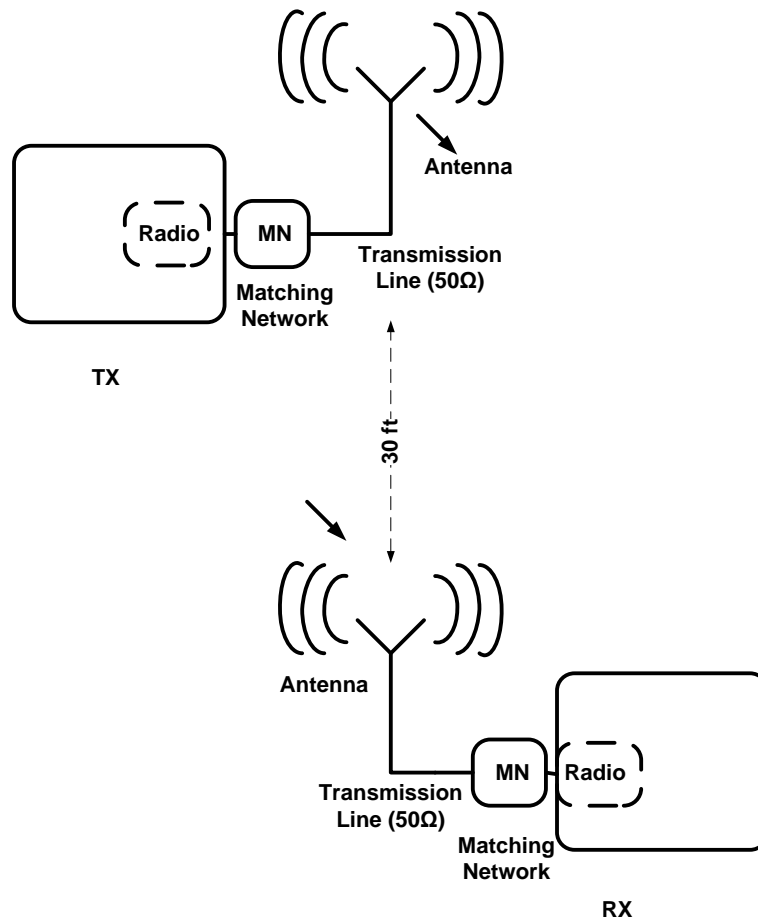 Antenna
Radio
MN
Transmission
Line (50Ω)
Matching
Network
TX
30 ft
Antenna
MN
Radio
Transmission
Line (50Ω)
Matching
Network
RX